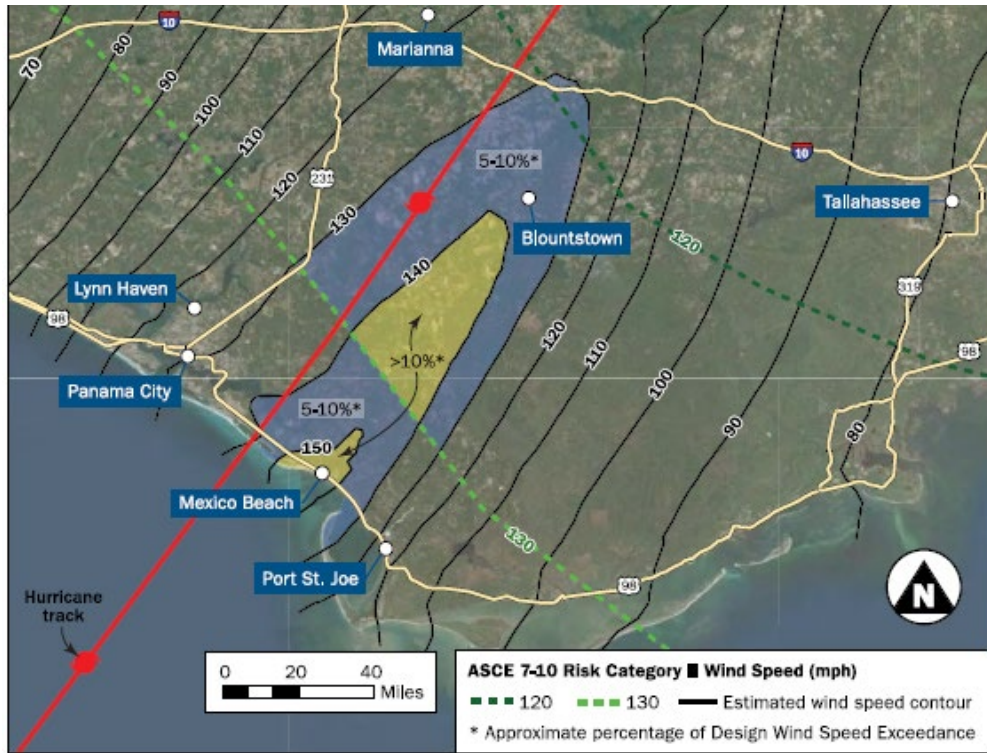 10
Marianna
70
80
90
100
110
120
231
130
5-10%*
10
Tallahassee
Blountstown
120
140
Lynn Haven
319
98
>10%*
98
Panama City
5-10%*
150
120
110
100
90
80
Mexico Beach
130
Port St. Joe
98
N
Hurricane
track
0 20 40
Miles
ASCE 7-10 Risk Category II Wind Speed (mph)
120 130 Estimated wind speed contour
* Approximate percentage of Design Wind Speed Exceedance